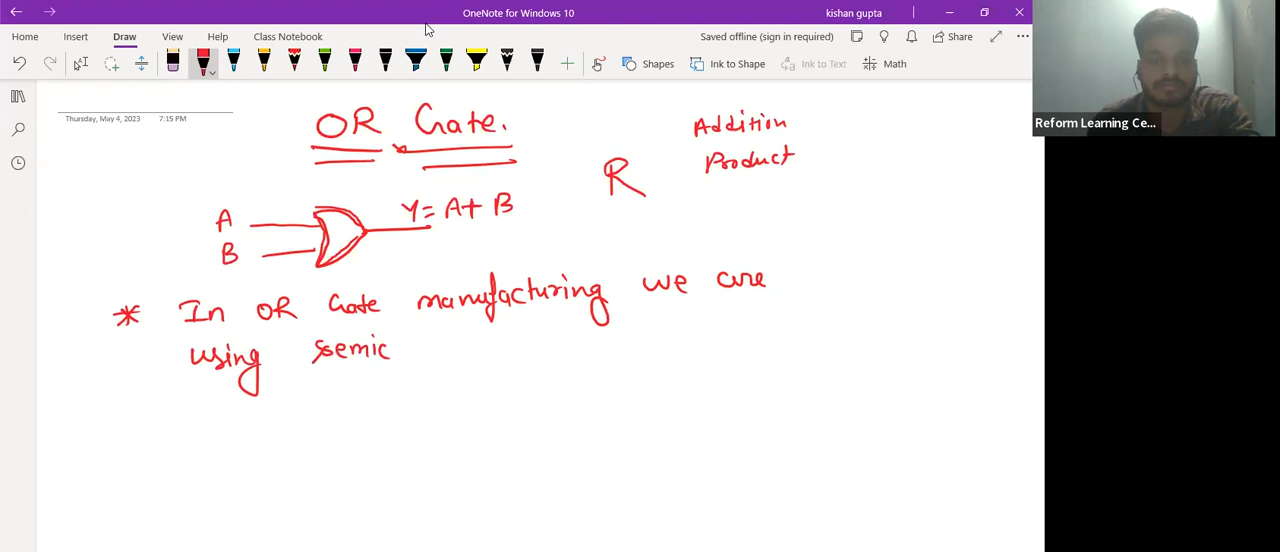 OneNote for Windows 10
kishan gupta
Home Insert Draw View Help Class Notebook
Saved offline (sign in required)
Share
Shapes Ink to Shape Ink to Text Math
Reform Learning Ce...
Thursday, May 4, 2023 7:15 PM
OR Gate.
Addition
Product
R
A
B
Y = A + B
* In OR Gate manufacturing we are
using semic